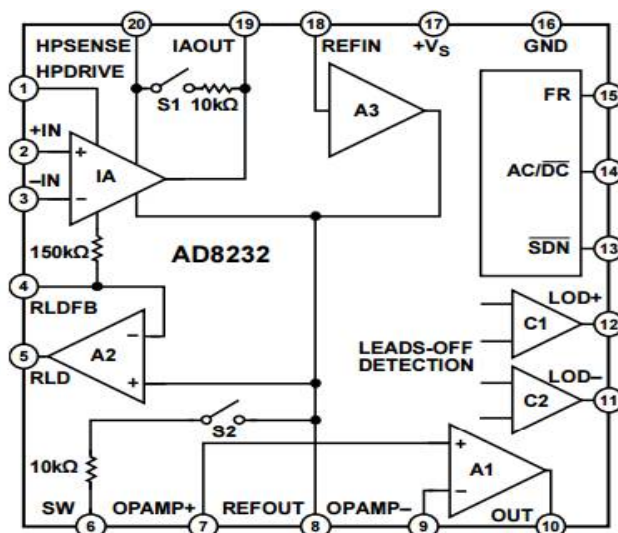 20 19 18 17 16
HPSENSE IAOUT REFIN +VS GND
HPDRIVE
1
S1 10kΩ
FR 15
A3
+IN
2 +
IA
AC/DC 14
–IN
3 –
150kΩ
AD8232
SDN 13
4
RLDFB
LOD+
–
C1 12
A2
5
LEADS-OFF
DETECTION
RLD
+
LOD–
C2 11
S2
10kΩ
+
A1
–
SW OPAMP+ REFOUT OPAMP– OUT
6 7 8 9 10